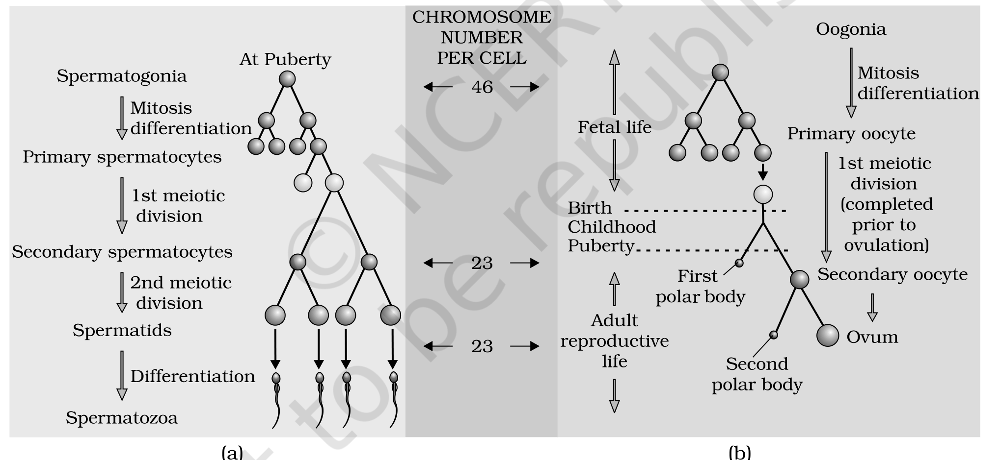 At Puberty
Spermatogonia
Mitosis
differentiation
Primary spermatocytes
1st meiotic
division
Secondary spermatocytes
2nd meiotic
division
Spermatids
Differentiation
Spermatozoa
(a)
CHROMOSOME
NUMBER
PER CELL
46
23
23
Fetal life
Birth
Childhood
Puberty
Adult
reproductive
life
First
polar body
Second
polar body
Oogonia
Mitosis
differentiation
Primary oocyte
1st meiotic
division
(completed
prior to
ovulation)
Secondary oocyte
Ovum
(b)
© NCERT
to be republis